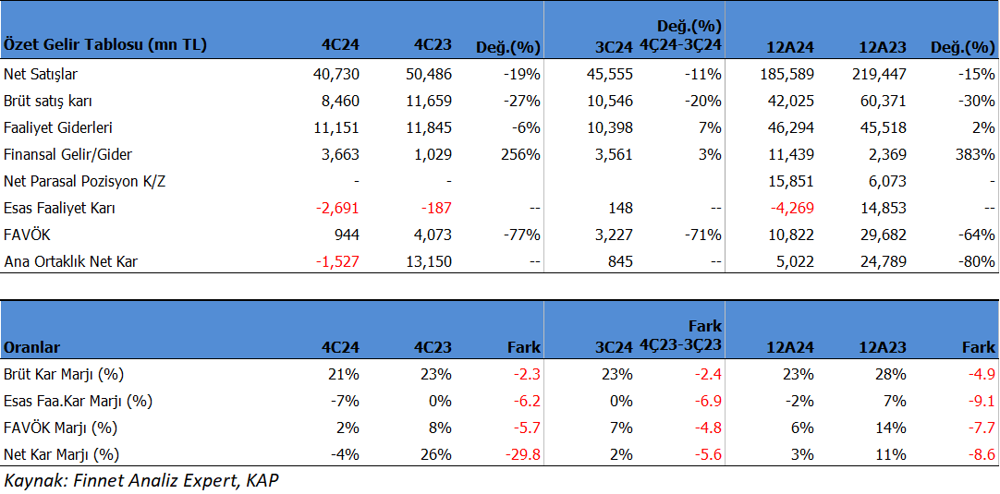 Değ.(%)
Özet Gelir Tablosu (mn TL) 4C24 4C23 Değ.(%) 3C24 4Ç24-3Ç24 12A24 12A23 Değ.(%)
Net Satışlar 40,730 50,486 -19% 45,555 -11% 185,589 219,447 -15%
Brüt satış karı 8,460 11,659 -27% 10,546 -20% 42,025 60,371 -30%
Faaliyet Giderleri 11,151 11,845 -6% 10,398 7% 46,294 45,518 2%
Finansal Gelir/Gider 3,663 1,029 256% 3,561 3% 11,439 2,369 383%
Net Parasal Pozisyon K/Z - - 15,851 6,073 -
Esas Faaliyet Karı -2,691 -187 -- 148 -- -4,269 14,853 --
FAVÖK 944 4,073 -77% 3,227 -71% 10,822 29,682 -64%
Ana Ortaklık Net Kar -1,527 13,150 -- 845 -- 5,022 24,789 -80%
Fark
Oranlar 4C24 4C23 Fark 3C24 4Ç23-3Ç23 12A24 12A23 Fark
Brüt Kar Marjı (%) 21% 23% -2.3 23% -2.4 23% 28% -4.9
Esas Faa.Kar Marjı (%) -7% 0% -6.2 0% -6.9 -2% 7% -9.1
FAVÖK Marjı (%) 2% 8% -5.7 7% -4.8 6% 14% -7.7
Net Kar Marjı (%) -4% 26% -29.8 2% -5.6 3% 11% -8.6
Kaynak: Finnet Analiz Expert, KAP